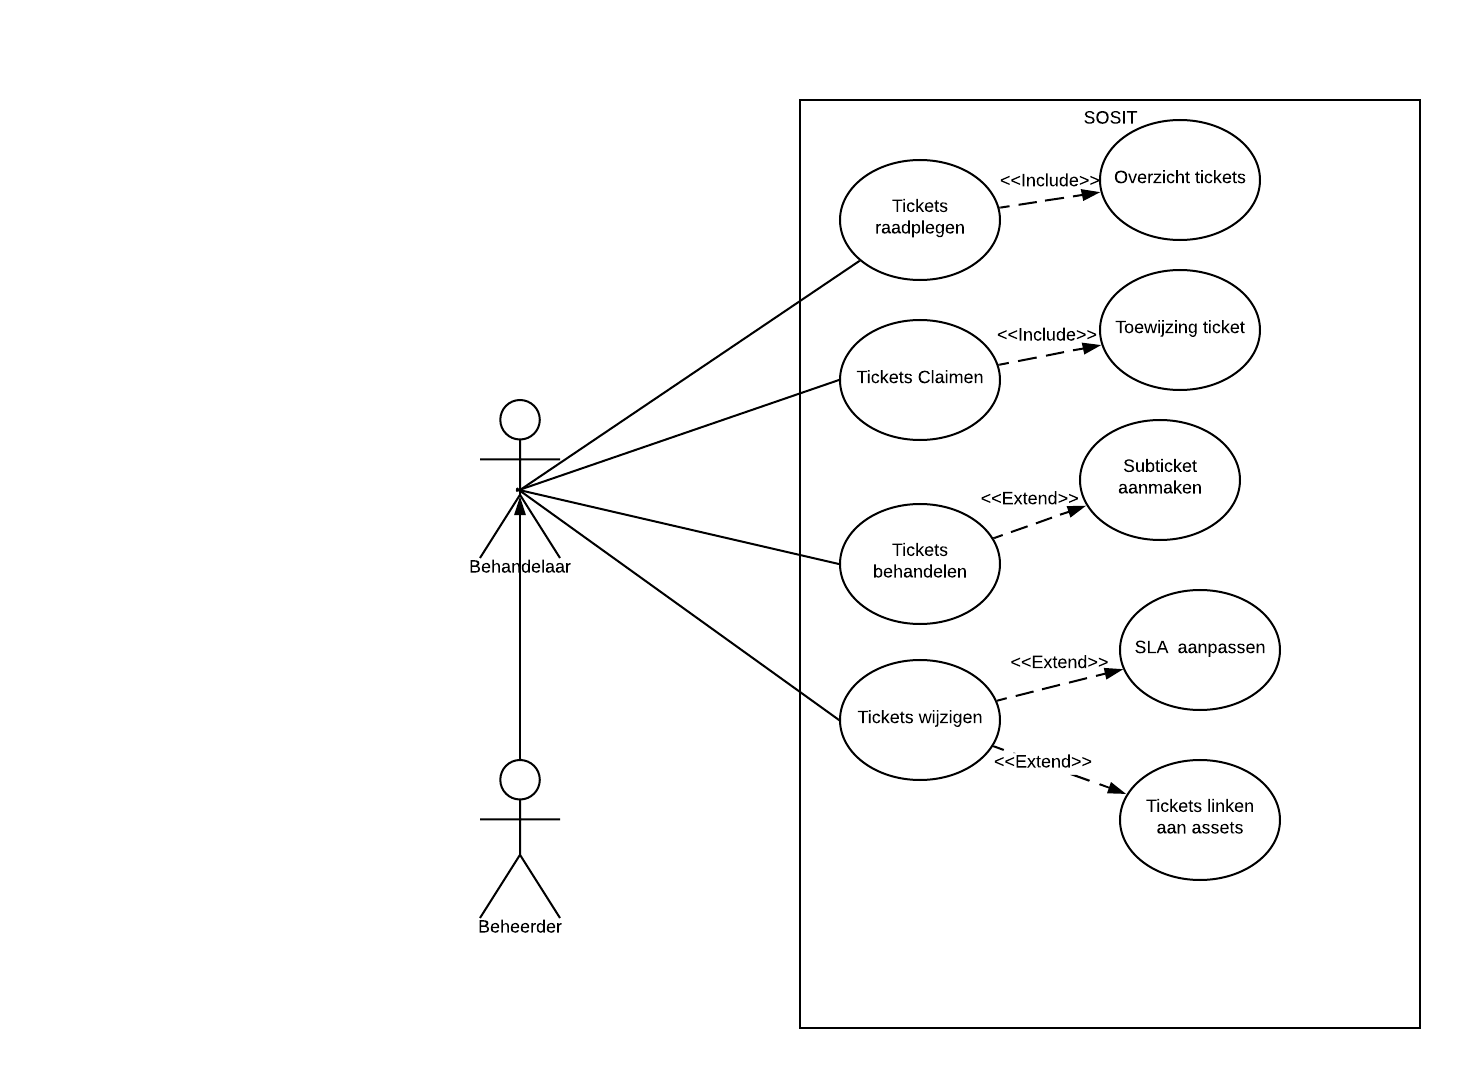 SOSIT
Tickets
raadplegen
<<Include>>
Overzicht tickets
Tickets Claimen
<<Include>>
Toewijzing ticket
Tickets
behandelen
<<Extend>>
Subticket
aanmaken
Tickets wijzigen
<<Extend>>
SLA  aanpassen
<<Extend>>
Tickets linken
aan assets
Behandelaar
Beheerder